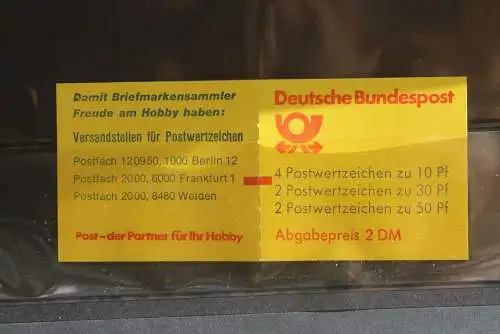 Damit Briefmarkensammler
Freude am Hobby haben:
Versandstellen für Postwertzeichen
Postfach 120950, 1000 Berlin 12
Postfach 2000, 6000 Frankfurt 1
Postfach 2000, 8480 Weiden
Post – der Partner für Ihr Hobby
Deutsche Bundespost
4 Postwertzeichen zu 10 Pf
2 Postwertzeichen zu 30 Pf
2 Postwertzeichen zu 50 Pf
Abgabepreis 2 DM